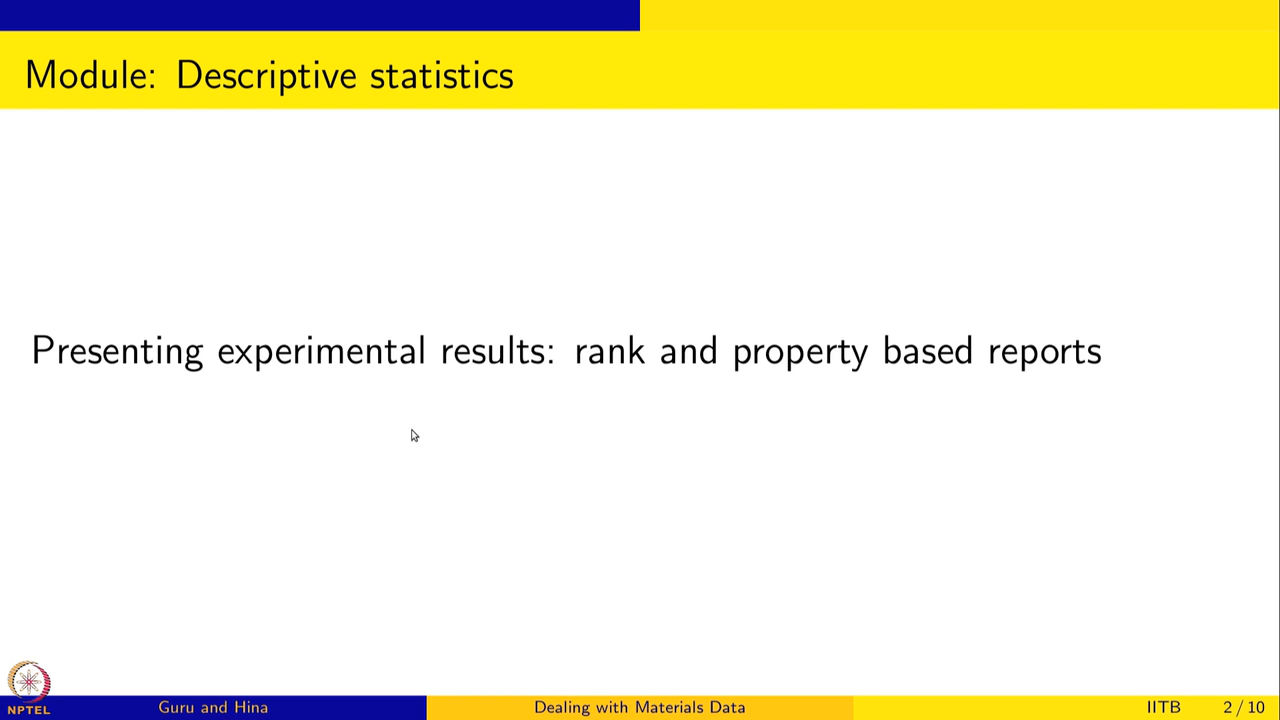 Module: Descriptive statistics
Presenting experimental results: rank and property based reports
NPTEL
Guru and Hina
Dealing with Materials Data
IITB
2 / 10